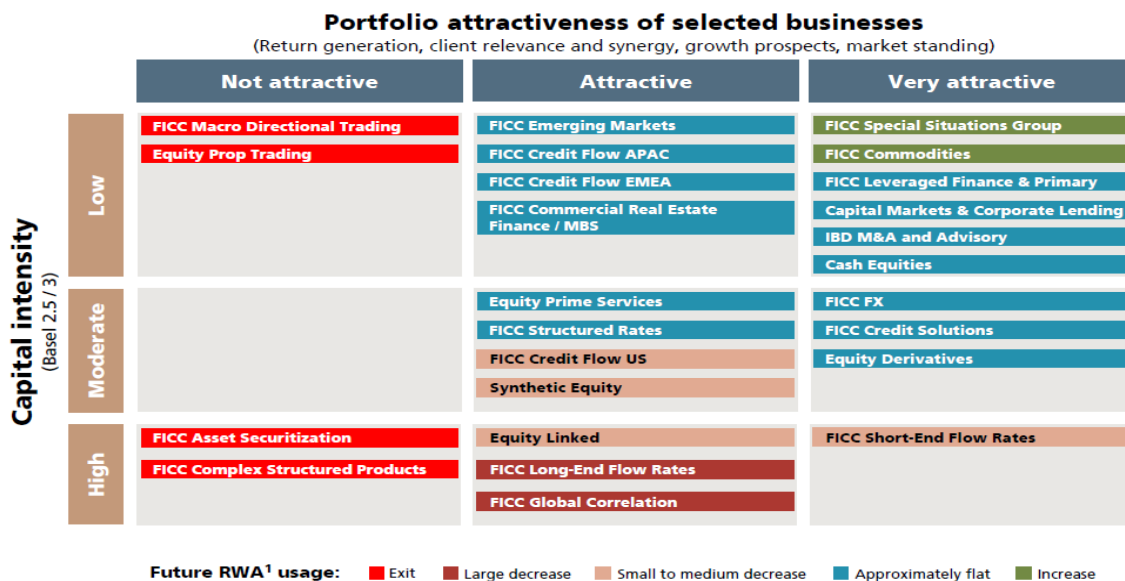 Portfolio attractiveness of selected businesses
(Return generation, client relevance and synergy, growth prospects, market standing)
Not attractive
Attractive
Very attractive
Capital intensity
(Basel 2.5 / 3)
Low
FICC Macro Directional Trading
Equity Prop Trading
FICC Emerging Markets
FICC Credit Flow APAC
FICC Credit Flow EMEA
FICC Commercial Real Estate
Finance / MBS
FICC Special Situations Group
FICC Commodities
FICC Leveraged Finance & Primary
Capital Markets & Corporate Lending
IBD M&A and Advisory
Cash Equities
Moderate
Equity Prime Services
FICC Structured Rates
FICC Credit Flow US
Synthetic Equity
FICC FX
FICC Credit Solutions
Equity Derivatives
High
FICC Asset Securitization
FICC Complex Structured Products
Equity Linked
FICC Long-End Flow Rates
FICC Global Correlation
FICC Short-End Flow Rates
Future RWA¹ usage: Exit Large decrease Small to medium decrease Approximately flat Increase